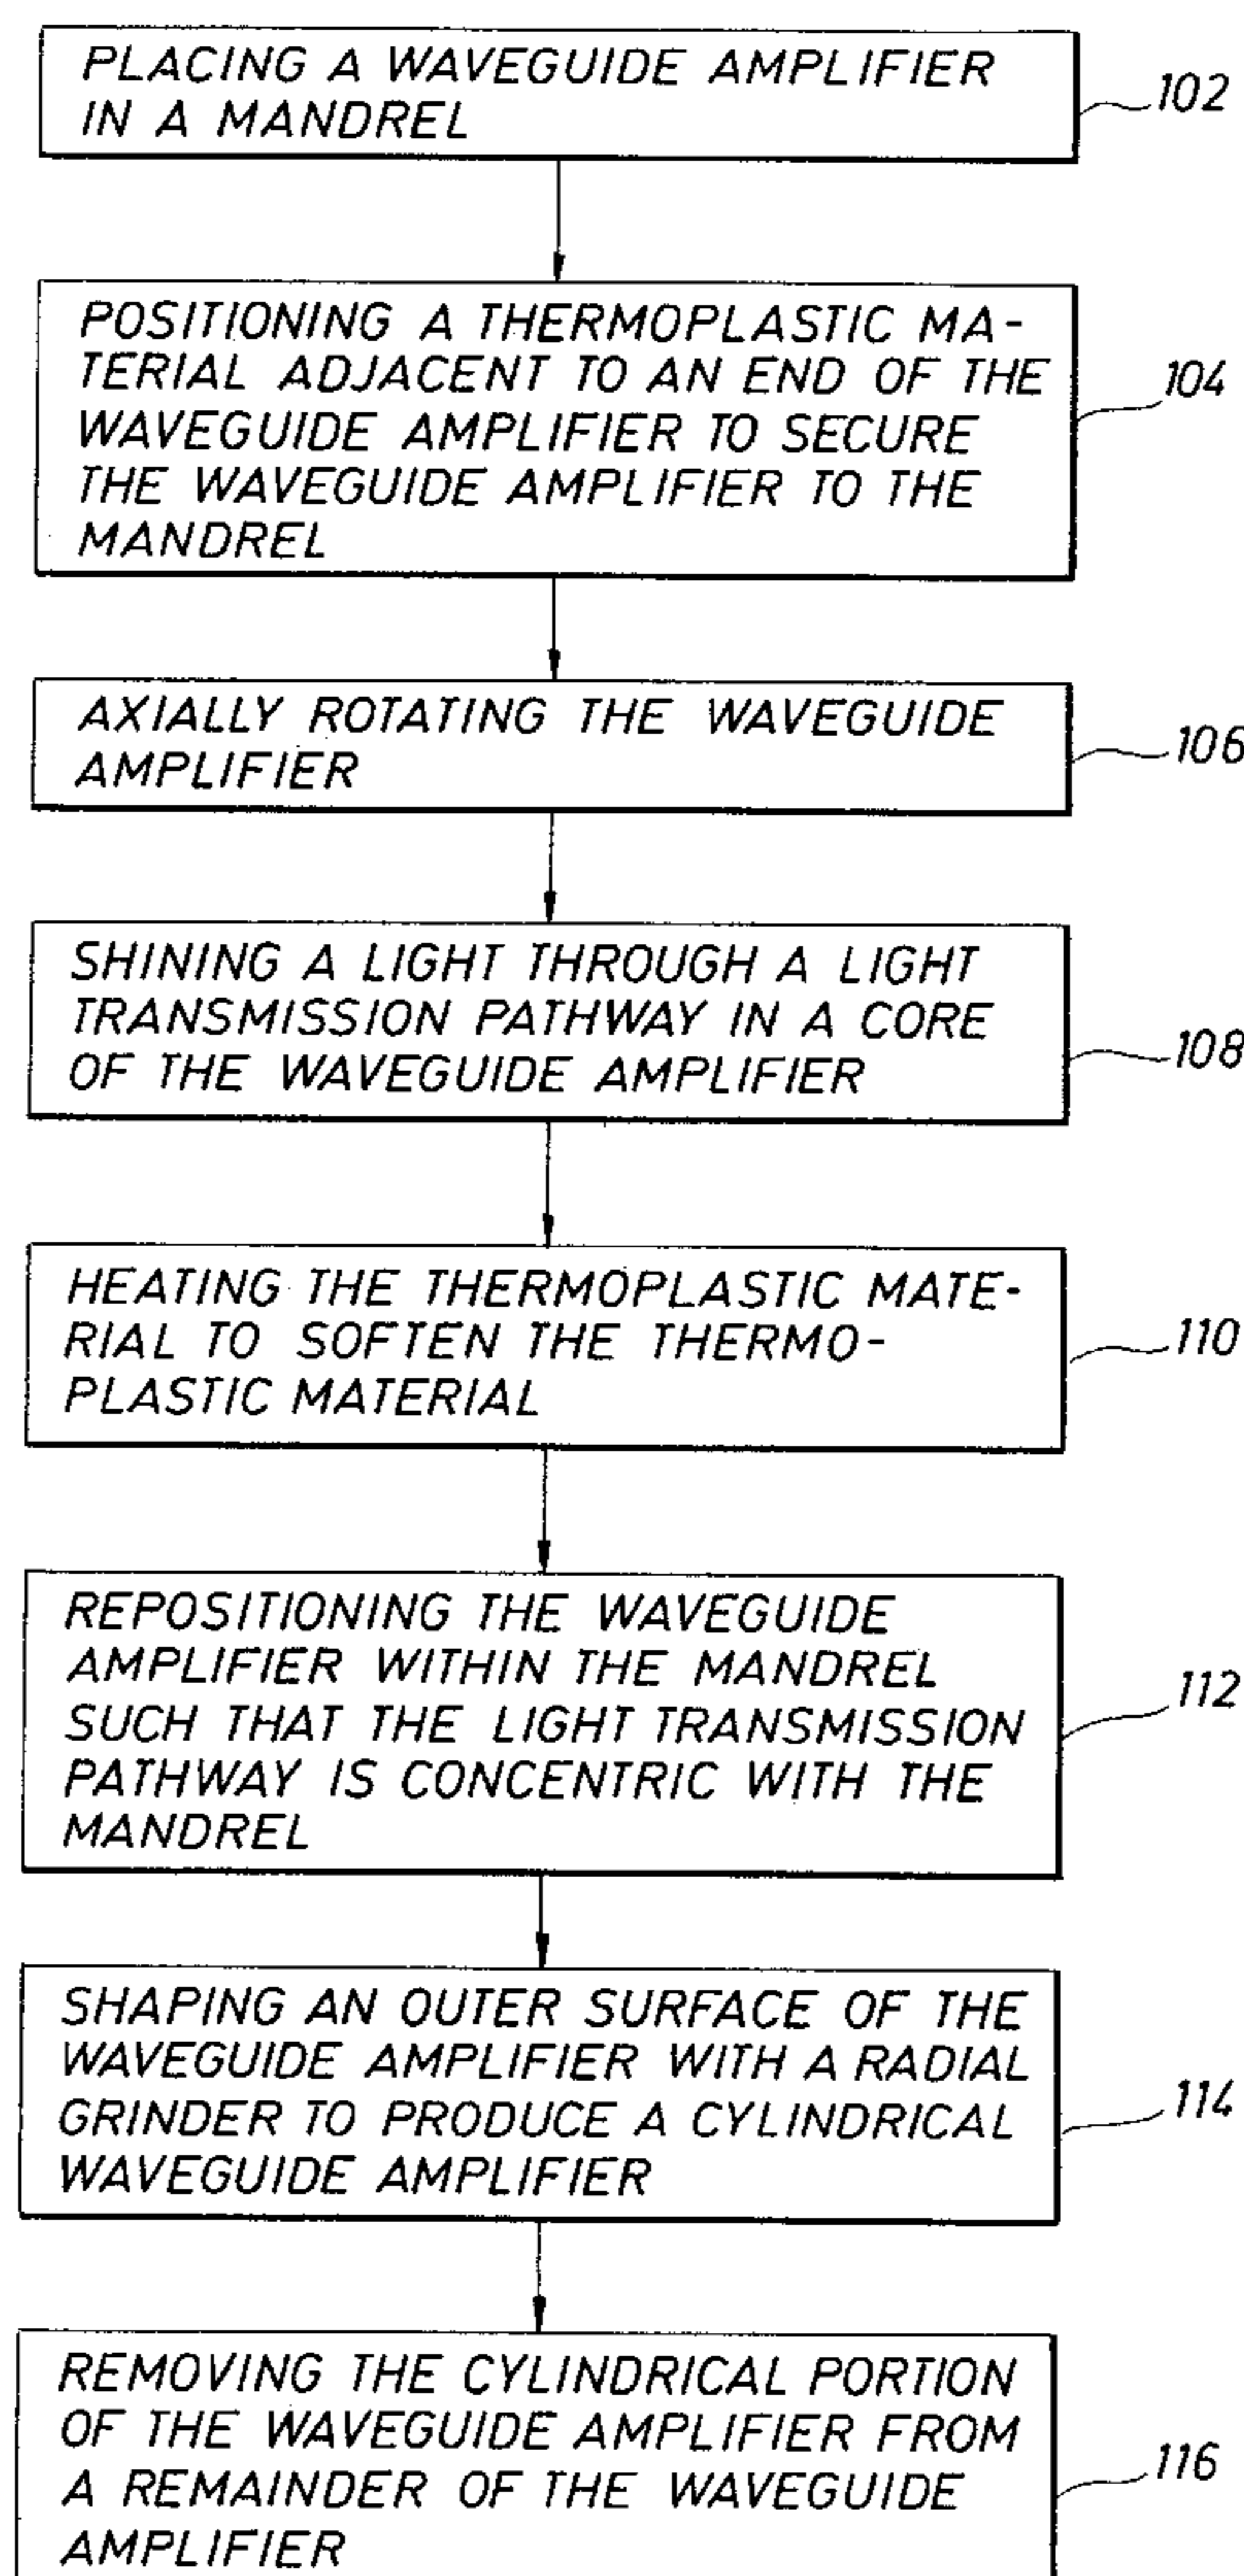 PLACING A WAVEGUIDE AMPLIFIER
IN A MANDREL
102
POSITIONING A THERMOPLASTIC MA-
TERIAL ADJACENT TO AN END OF THE
WAVEGUIDE AMPLIFIER TO SECURE
THE WAVEGUIDE AMPLIFIER TO THE
MANDREL
104
AXIALLY ROTATING THE WAVEGUIDE
AMPLIFIER
106
SHINING A LIGHT THROUGH A LIGHT
TRANSMISSION PATHWAY IN A CORE
OF THE WAVEGUIDE AMPLIFIER
108
HEATING THE THERMOPLASTIC MATE-
RIAL TO SOFTEN THE THERMO-
PLASTIC MATERIAL
110
REPOSITIONING THE WAVEGUIDE
AMPLIFIER WITHIN THE MANDREL
SUCH THAT THE LIGHT TRANSMISSION
PATHWAY IS CONCENTRIC WITH THE
MANDREL
112
SHAPING AN OUTER SURFACE OF THE
WAVEGUIDE AMPLIFIER WITH A RADIAL
GRINDER TO PRODUCE A CYLINDRICAL
WAVEGUIDE AMPLIFIER
114
REMOVING THE CYLINDRICAL PORTION
OF THE WAVEGUIDE AMPLIFIER FROM
A REMAINDER OF THE WAVEGUIDE
AMPLIFIER
116